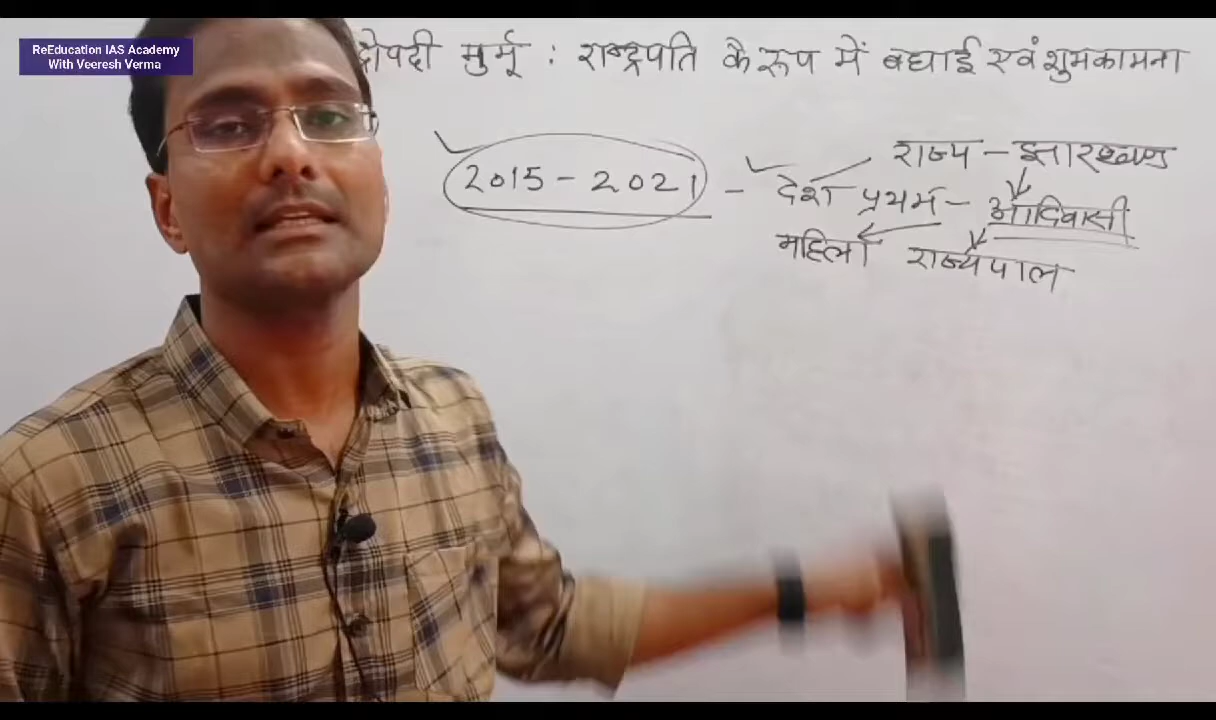 ReEducation IAS Academy
With Veeresh Verma
द्रोपदी मुर्मू : राष्ट्रपति के रूप में बधाई एवं शुभकामना
2015 - 2021 - देश प्रथम - आदिवासी
राज्य - झारखण्ड
महिला राज्यपाल